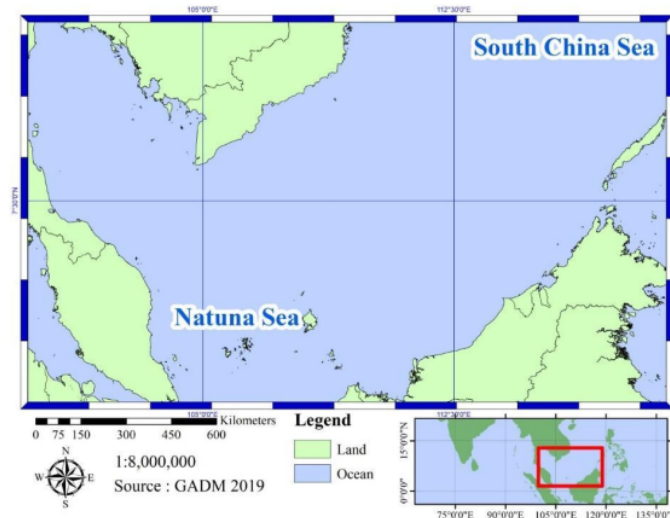 105°0'0"E
112°30'0"E
South China Sea
7°30'0"N
Natuna Sea
105°0'0"E
112°30'0"E
Kilometers
0 75 150 300 450 600
1:8,000,000
Source : GADM 2019
N
W E
S
Legend
Land
Ocean
15°0'0"N
0°0'0"
75°0'0"E 90°0'0"E 105°0'0"E 120°0'0"E 135°0'